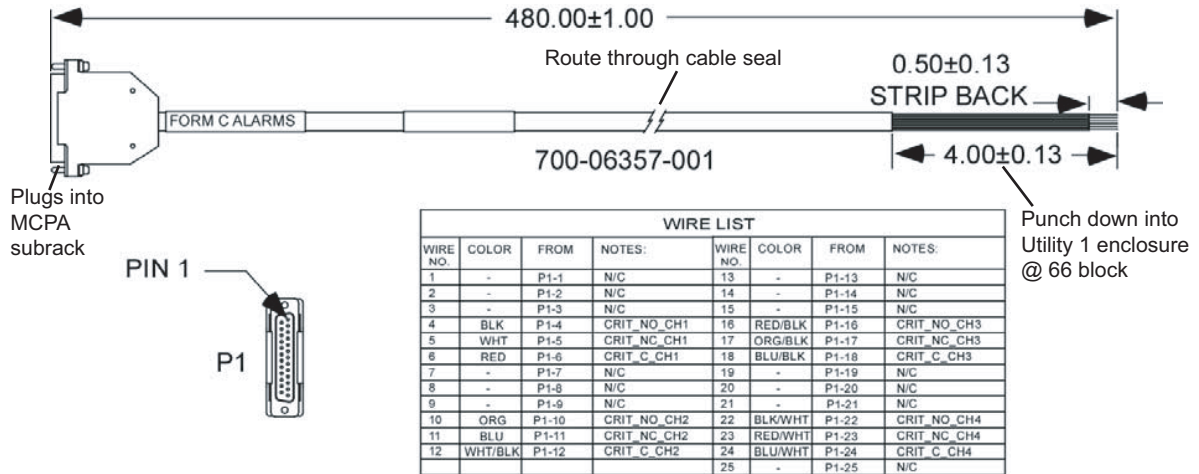 480.00±1.00
Route through cable seal
0.50±0.13
STRIP BACK
FORM C ALARMS
700-06357-001
4.00±0.13
Plugs into
MCPA
subrack
Punch down into
Utility 1 enclosure
@ 66 block
PIN 1
P1
WIRE LIST
WIRE NO. COLOR FROM NOTES: WIRE NO. COLOR FROM NOTES:
1 - P1-1 N/C 13 - P1-13 N/C
2 - P1-2 N/C 14 - P1-14 N/C
3 - P1-3 N/C 15 - P1-15 N/C
4 BLK P1-4 CRIT_NO_CH1 16 RED/BLK P1-16 CRIT_NO_CH3
5 WHT P1-5 CRIT_NC_CH1 17 ORG/BLK P1-17 CRIT_NC_CH3
6 RED P1-6 CRIT_C_CH1 18 BLU/BLK P1-18 CRIT_C_CH3
7 - P1-7 N/C 19 - P1-19 N/C
8 - P1-8 N/C 20 - P1-20 N/C
9 - P1-9 N/C 21 - P1-21 N/C
10 ORG P1-10 CRIT_NO_CH2 22 BLK/WHT P1-22 CRIT_NO_CH4
11 BLU P1-11 CRIT_NC_CH2 23 RED/WHT P1-23 CRIT_NC_CH4
12 WHT/BLK P1-12 CRIT_C_CH2 24 BLU/WHT P1-24 CRIT_C_CH4
25 - P1-25 N/C